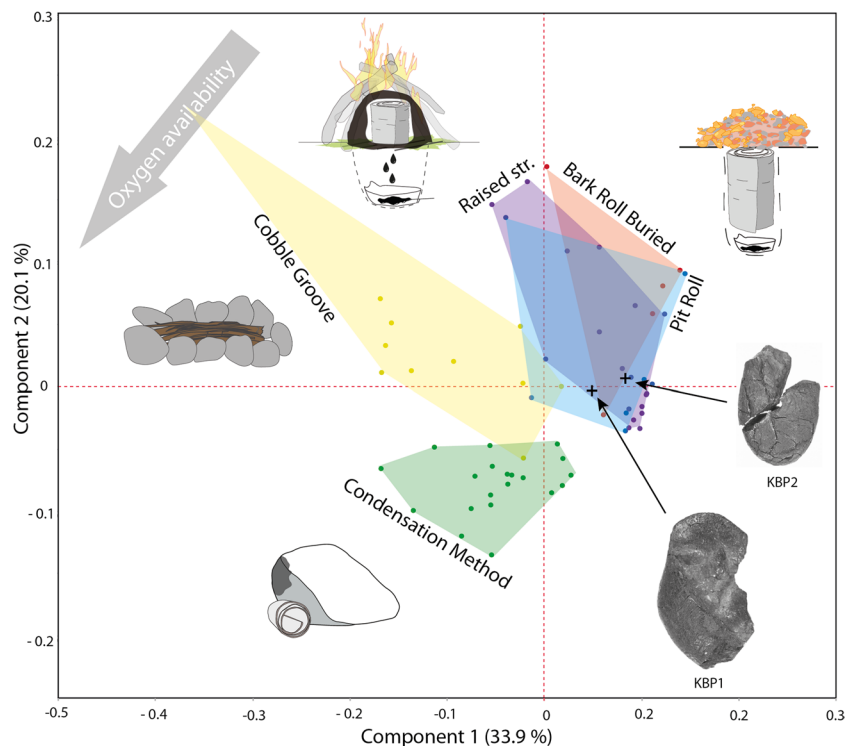 0.3
0.2
0.1
0
- 0.1
- 0.2
Component 2 (20.1 %)
Oxygen availability
Cobble Groove
Raised str.
Bark Roll Buried
Pit Roll
Condensation Method
KBP2
KBP1
-0.5
- 0.4
- 0.3
- 0.2
- 0.1
0
0.2
0.2
0.3
Component 1 (33.9 %)